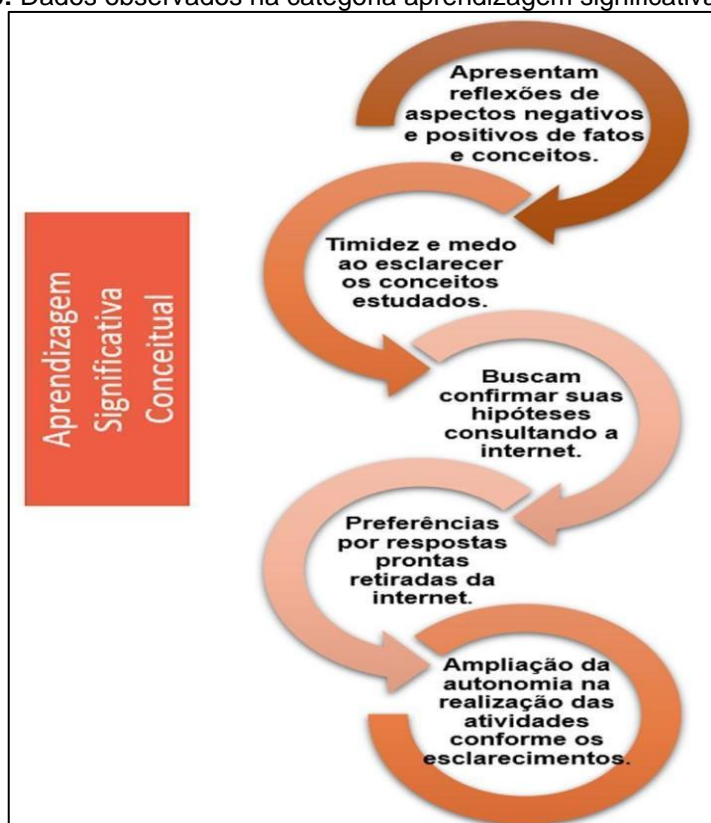 . Dados observados na categoria aprendizagem significativa
Aprendizagem
Significativa
Conceitual
Apresentam
reflexões de
aspectos negativos
e positivos de fatos
e conceitos.
Timidez e medo
ao esclarecer
os conceitos
estudados.
Buscam
confirmar suas
hipóteses
consultando a
internet.
Preferências
por respostas
prontas
retiradas da
internet.
Ampliação da
autonomia na
realização das
atividades
conforme os
esclarecimentos.